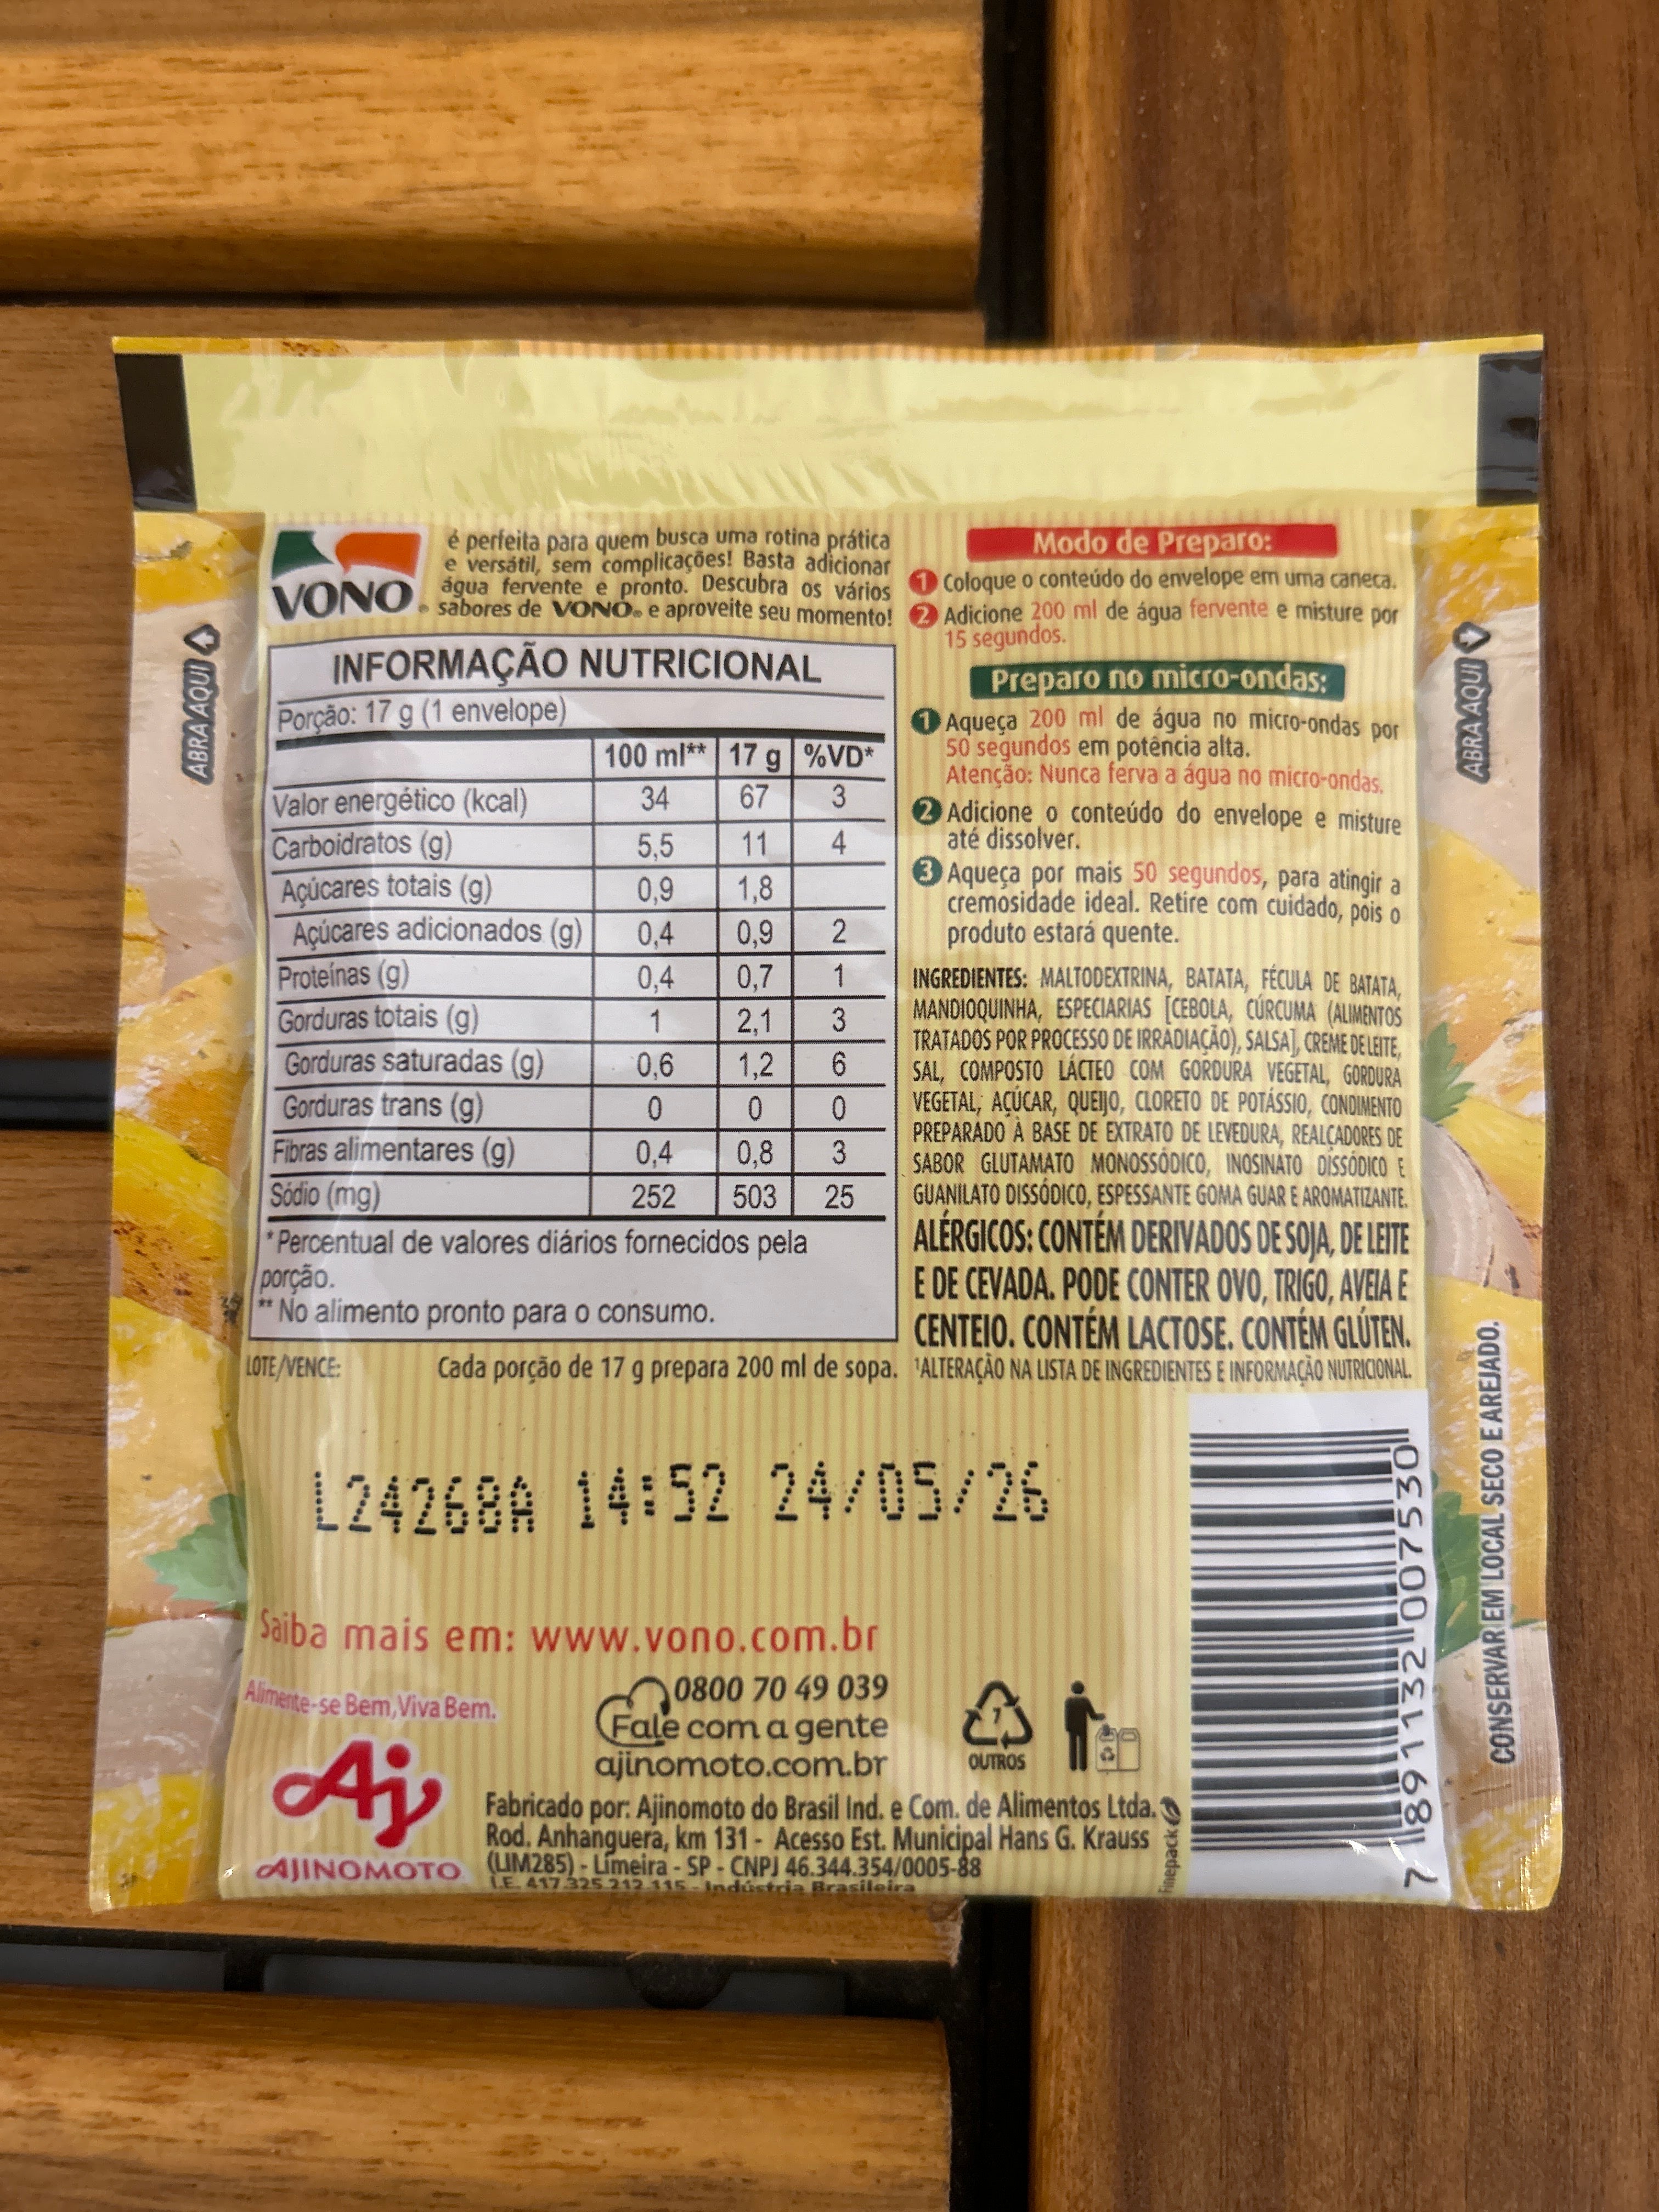 VONO
é perfeita para quem busca uma rotina prática
e versátil, sem complicações! Basta adicionar
água fervente e pronto. Descubra os vários
sabores de VONO® e aproveite seu momento!
ABRA AQUI
INFORMAÇÃO NUTRICIONAL
Porção: 17 g (1 envelope)
100 ml** 17 g %VD*
Valor energético (kcal) 34 67 3
Carboidratos (g) 5,5 11 4
Açúcares totais (g) 0,9 1,8
Açúcares adicionados (g) 0,4 0,9 2
Proteínas (g) 0,4 0,7 1
Gorduras totais (g) 1 2,1 3
Gorduras saturadas (g) 0,6 1,2 6
Gorduras trans (g) 0 0 0
Fibras alimentares (g) 0,4 0,8 3
Sódio (mg) 252 503 25
*Percentual de valores diários fornecidos pela
porção.
** No alimento pronto para o consumo.
LOTE/VENCE:
Cada porção de 17 g prepara 200 ml de sopa.
Modo de Preparo:
1 Coloque o conteúdo do envelope em uma caneca.
2 Adicione 200 ml de água fervente e misture por
15 segundos.
Preparo no micro-ondas:
1 Aqueça 200 ml de água no micro-ondas por
50 segundos em potência alta.
Atenção: Nunca ferva a água no micro-ondas.
2 Adicione o conteúdo do envelope e misture
até dissolver.
3 Aqueça por mais 50 segundos, para atingir a
cremosidade ideal. Retire com cuidado, pois o
produto estará quente.
INGREDIENTES: MALTODEXTRINA, BATATA, FÉCULA DE BATATA,
MANDIOQUINHA, ESPECIARIAS [CEBOLA, CÚRCUMA (ALIMENTOS
TRATADOS POR PROCESSO DE IRRADIAÇÃO), SALSA], CREME DE LEITE,
SAL, COMPOSTO LÁCTEO COM GORDURA VEGETAL, GORDURA
VEGETAL, AÇÚCAR, QUEIJO, CLORETO DE POTÁSSIO, CONDIMENTO
PREPARADO À BASE DE EXTRATO DE LEVEDURA, REALÇADORES DE
SABOR GLUTAMATO MONOSSÓDICO, INOSINATO DISSÓDICO E
GUANILATO DISSÓDICO, ESPESSANTE GOMA GUAR E AROMATIZANTE.
ALÉRGICOS: CONTÉM DERIVADOS DE SOJA, DE LEITE
E DE CEVADA. PODE CONTER OVO, TRIGO, AVEIA E
CENTEIO. CONTÉM LACTOSE. CONTÉM GLÚTEN.
¹ALTERAÇÃO NA LISTA DE INGREDIENTES E INFORMAÇÃO NUTRICIONAL.
ABRA AQUI
L24268A 14:52 24/05/26
Saiba mais em: www.vono.com.br
Alimente-se Bem, Viva Bem.
Aj
AJINOMOTO®
0800 70 49 039
Fale com a gente
ajinomoto.com.br
7
OUTROS
Fabricado por: Ajinomoto do Brasil Ind. e Com. de Alimentos Ltda.
Rod. Anhanguera, km 131 - Acesso Est. Municipal Hans G. Krauss
(LIM285) - Limeira - SP - CNPJ 46.344.354/0005-88
I.E. 417.325.212.115 - Indústria Brasileira
Finepack
7891132007530
CONSERVAR EM LOCAL SECO E AREJADO.